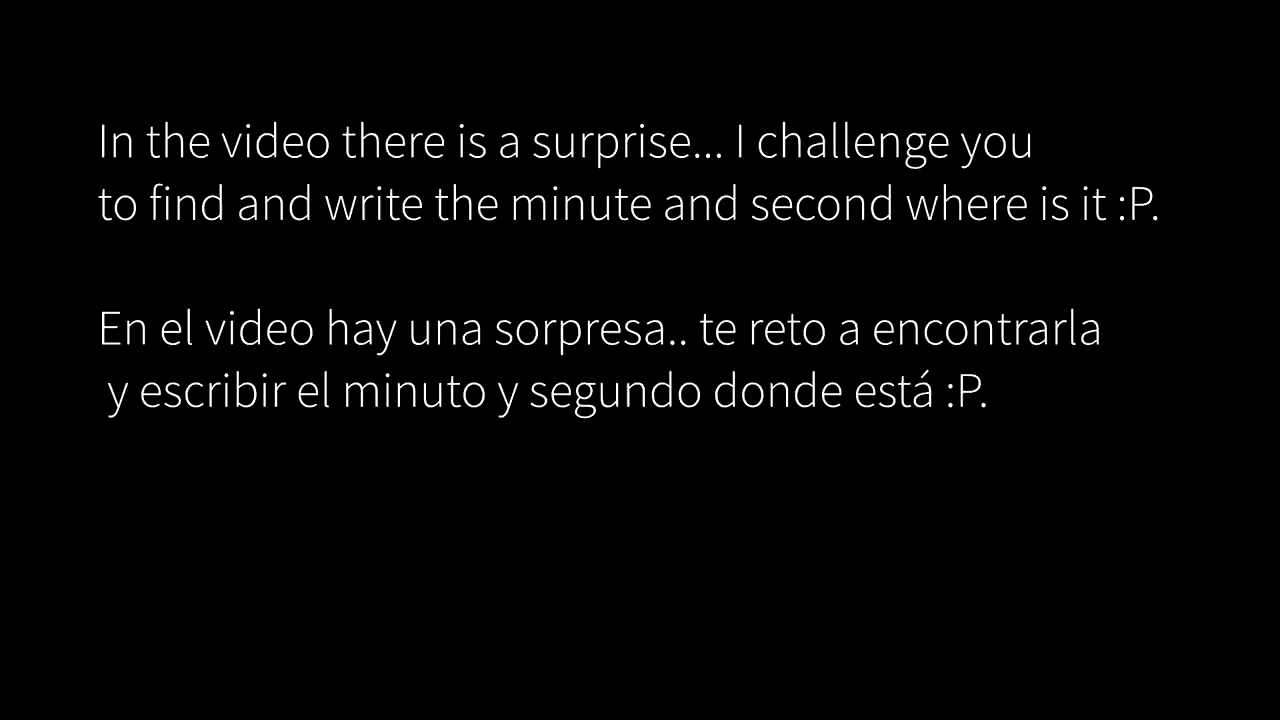 In the video there is a surprise... I challenge you
to find and write the minute and second where is it :P.
En el video hay una sorpresa.. te reto a encontrarla
y escribir el minuto y segundo donde está :P.